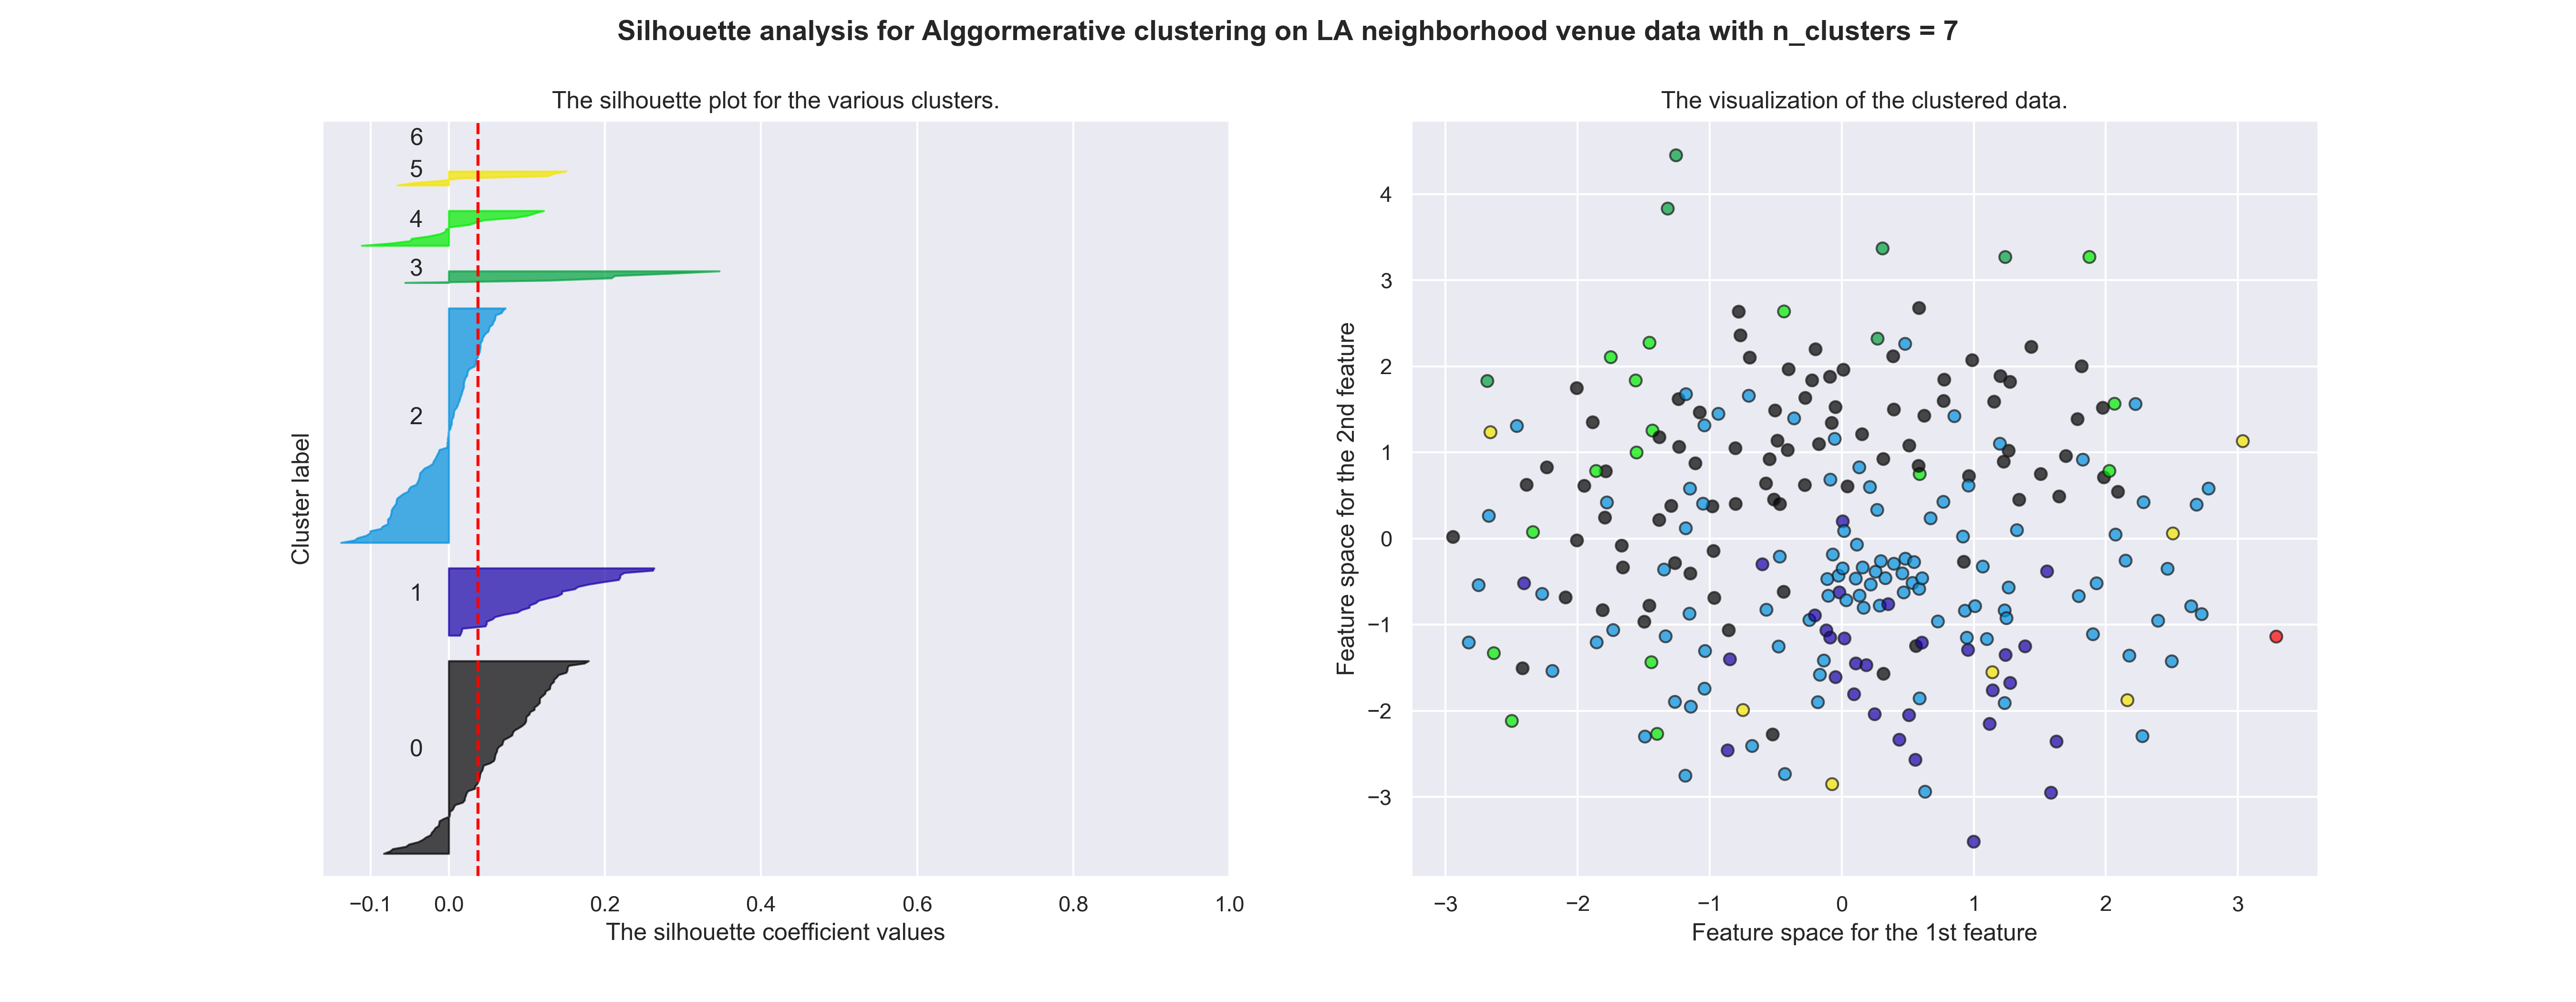 Silhouette analysis for Alggormerative clustering on LA neighborhood venue data with n_clusters = 7
The silhouette plot for the various clusters.
6
5
4
3
2
1
0
Cluster label
−0.1 0.0 0.2 0.4 0.6 0.8 1.0
The silhouette coefficient values
The visualization of the clustered data.
4
3
2
1
0
−1
−2
−3
Feature space for the 2nd feature
−3 −2 −1 0 1 2 3
Feature space for the 1st feature